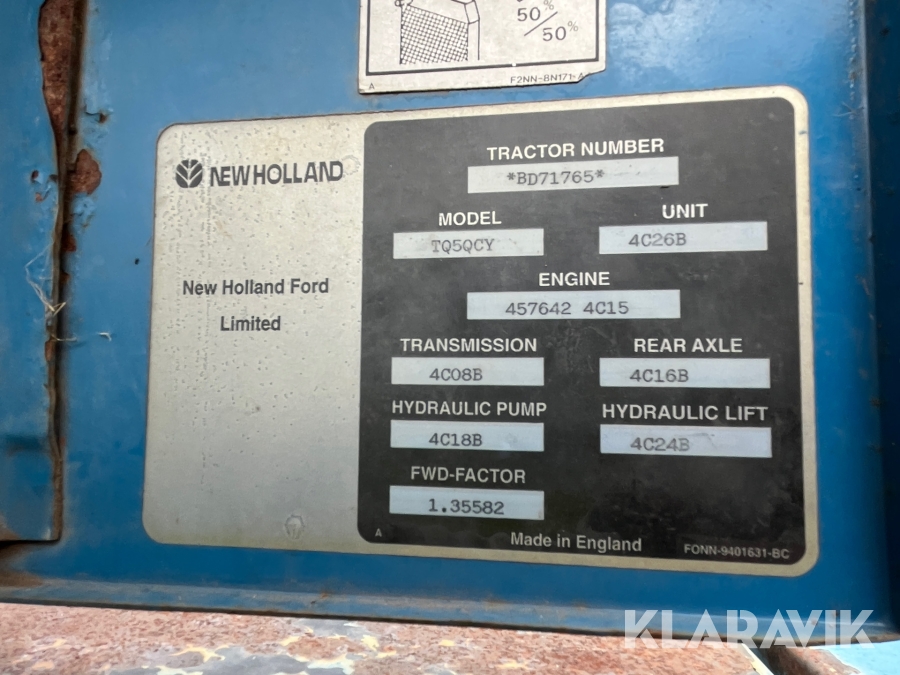 50%
50%
A
F2NN-8N171-A
NEW HOLLAND
New Holland Ford
Limited
TRACTOR NUMBER
*BD71765*
MODEL
UNIT
TQ5QCY
4C26B
ENGINE
457642 4C15
TRANSMISSION
REAR AXLE
4C08B
4C16B
HYDRAULIC PUMP
HYDRAULIC LIFT
4C18B
4C24B
FWD-FACTOR
1.35582
A
Made in England
FONN-9401631-BC
KLARAVIK